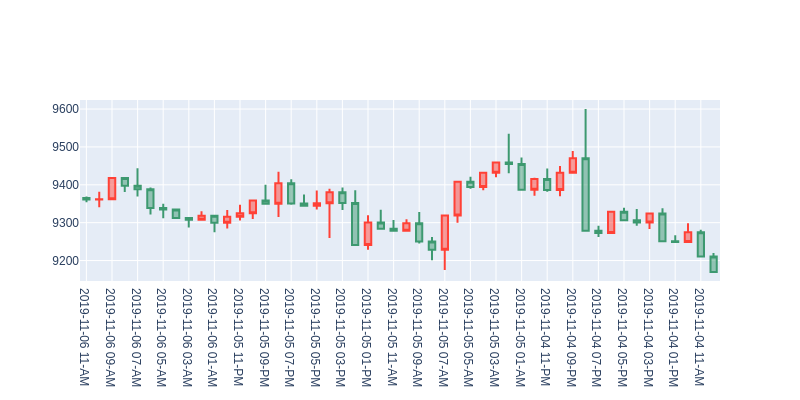 9600
9500
9400
9300
9200
2019-11-06 11-AM
2019-11-06 09-AM
2019-11-06 07-AM
2019-11-06 05-AM
2019-11-06 03-AM
2019-11-06 01-AM
2019-11-05 11-PM
2019-11-05 09-PM
2019-11-05 07-PM
2019-11-05 05-PM
2019-11-05 03-PM
2019-11-05 01-PM
2019-11-05 11-AM
2019-11-05 09-AM
2019-11-05 07-AM
2019-11-05 05-AM
2019-11-05 03-AM
2019-11-05 01-AM
2019-11-04 11-PM
2019-11-04 09-PM
2019-11-04 07-PM
2019-11-04 05-PM
2019-11-04 03-PM
2019-11-04 01-PM
2019-11-04 11-AM